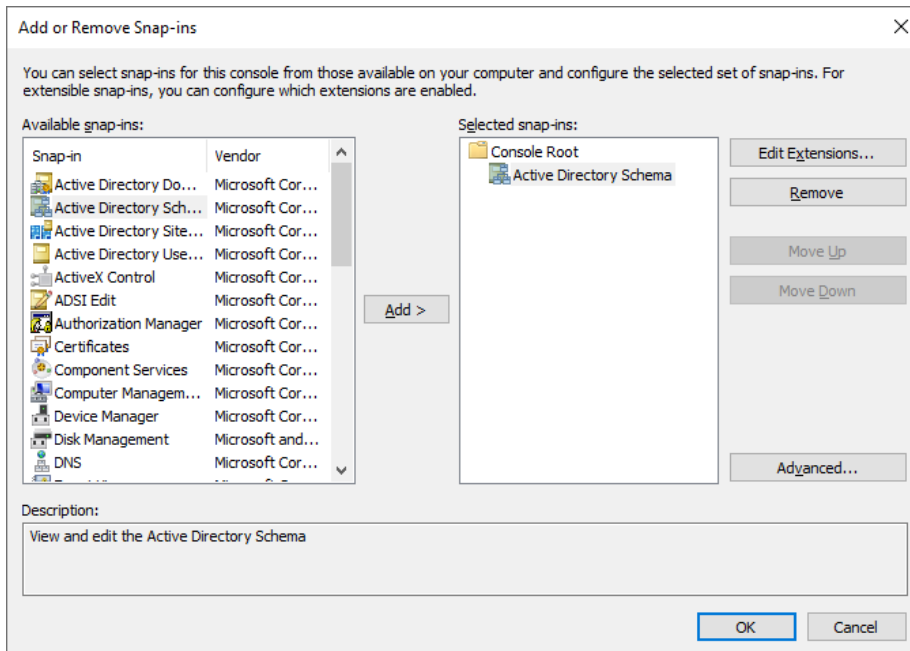 Add or Remove Snap-ins
You can select snap-ins for this console from those available on your computer and configure the selected set of snap-ins. For
extensible snap-ins, you can configure which extensions are enabled.
Available snap-ins:
Snap-in Vendor
Active Directory Do... Microsoft Cor...
Active Directory Sch... Microsoft Cor...
Active Directory Site... Microsoft Cor...
Active Directory Use... Microsoft Cor...
ActiveX Control Microsoft Cor...
ADSI Edit Microsoft Cor...
Authorization Manager Microsoft Cor...
Certificates Microsoft Cor...
Component Services Microsoft Cor...
Computer Managem... Microsoft Cor...
Device Manager Microsoft Cor...
Disk Management Microsoft and...
DNS Microsoft Cor...
Add >
Selected snap-ins:
Console Root
Active Directory Schema
Edit Extensions...
Remove
Move Up
Move Down
Advanced...
Description:
View and edit the Active Directory Schema
OK Cancel